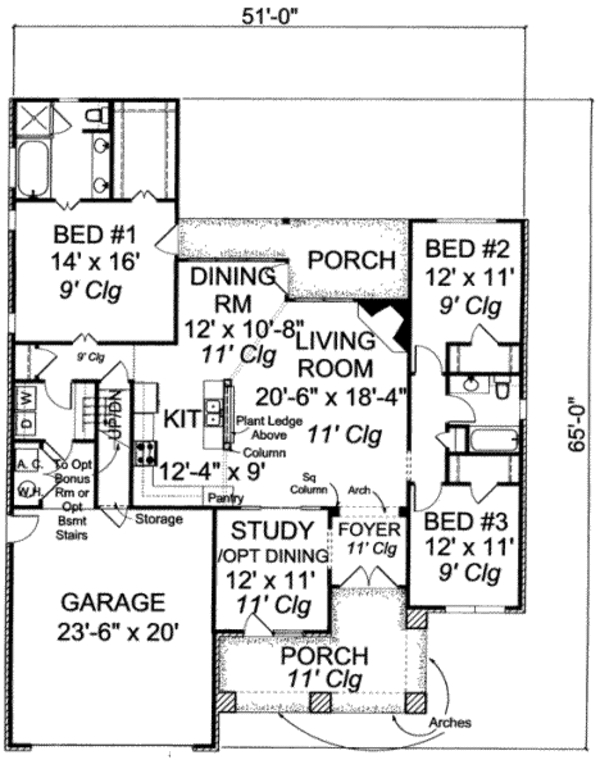 51'-0"
BED #1
14' x 16'
9' Clg
PORCH
BED #2
12' x 11'
9' Clg
DINING
RM
12' x 10'-8"
11' Clg
LIVING
ROOM
20'-6" x 18'-4"
11' Clg
9' Clg
D W
UP/DN
KIT
12'-4" x 9'
Plant Ledge
Above
Column
65'-0"
A. C.
W.H.
To Opt
Bonus
Rm or
Opt
Bsmt
Stairs
Storage
Pantry
Sq
Column
Arch
STUDY
/OPT DINING
12' x 11'
11' Clg
FOYER
11' Clg
BED #3
12' x 11'
9' Clg
GARAGE
23'-6" x 20'
PORCH
11' Clg
Arches